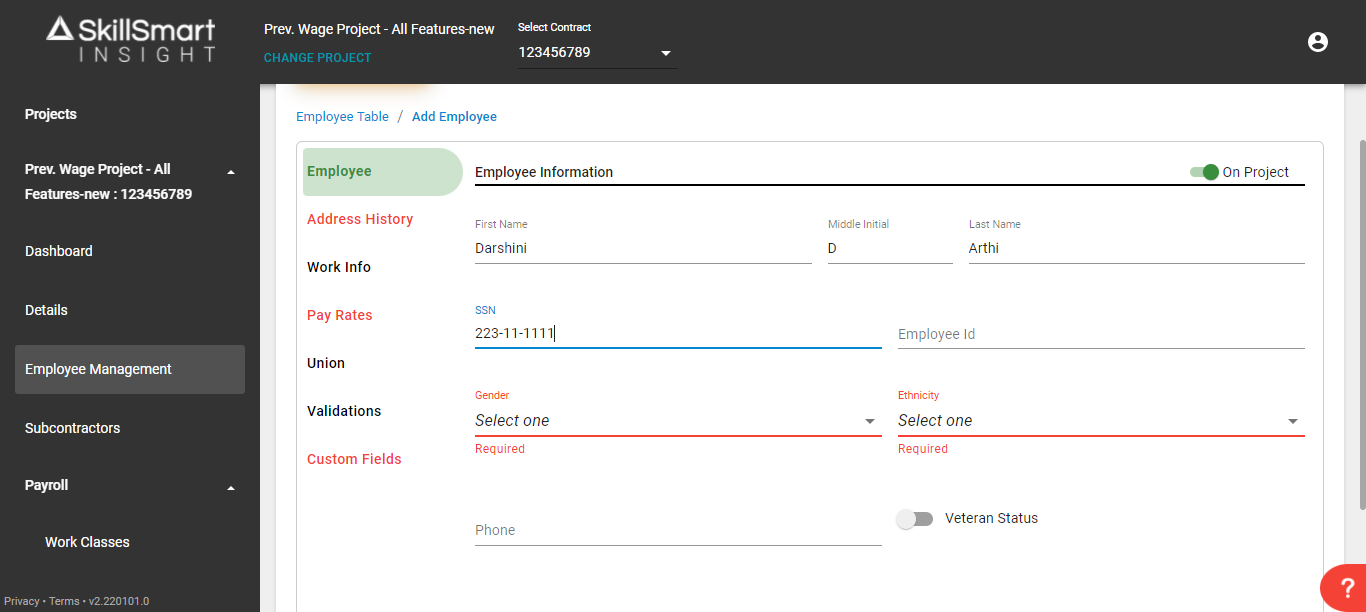 SkillSmart
INSIGHT
Prev. Wage Project - All Features-new
CHANGE PROJECT
Select Contract
123456789
Projects
Prev. Wage Project - All
Features-new : 123456789
Dashboard
Details
Employee Management
Subcontractors
Payroll
Work Classes
Privacy • Terms • v2.220101.0
Employee Table / Add Employee
Employee
Address History
Work Info
Pay Rates
Union
Validations
Custom Fields
Employee Information
On Project
First Name
Darshini
Middle Initial
D
Last Name
Arthi
SSN
223-11-1111
Employee Id
Gender
Select one
Required
Ethnicity
Select one
Required
Phone
Veteran Status
?